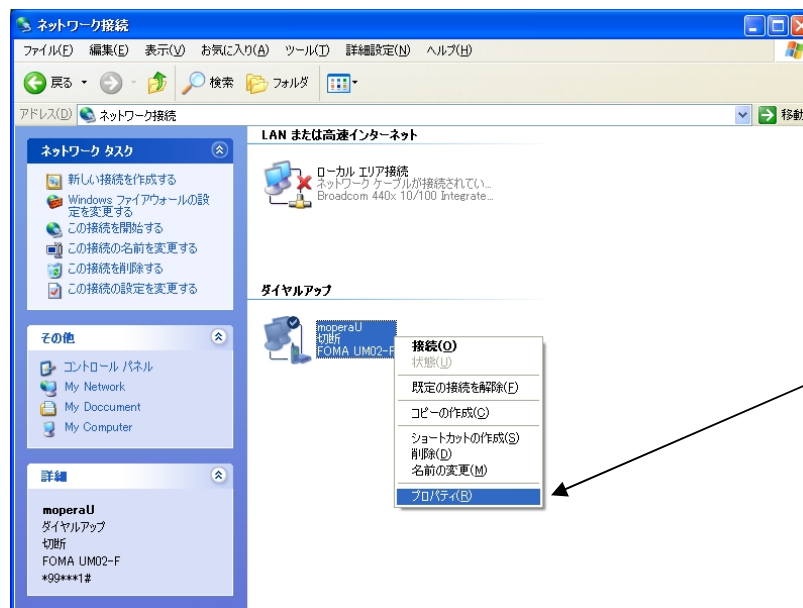 ネットワーク接続
ファイル(F) 編集(E) 表示(V) お気に入り(A) ツール(T) 詳細設定(N) ヘルプ(H)
戻る 検索 フォルダ
アドレス(D) ネットワーク接続 移動
ネットワーク タスク
新しい接続を作成する
Windows ファイアウォールの設
定を変更する
この接続を開始する
この接続の名前を変更する
この接続を削除する
この接続の設定を変更する
その他
コントロール パネル
My Network
My Doccument
My Computer
詳細
moperaU
ダイヤルアップ
切断
FOMA UM02-F
*99***1#
LAN または高速インターネット
ローカル エリア接続
ネットワーク ケーブルが接続されてい...
Broadcom 440x 10/100 Integrate...
ダイヤルアップ
moperaU
切断
FOMA UM02-F
接続(O)
状態(U)
既定の接続を解除(F)
コピーの作成(C)
ショートカットの作成(S)
削除(D)
名前の変更(M)
プロパティ(R)